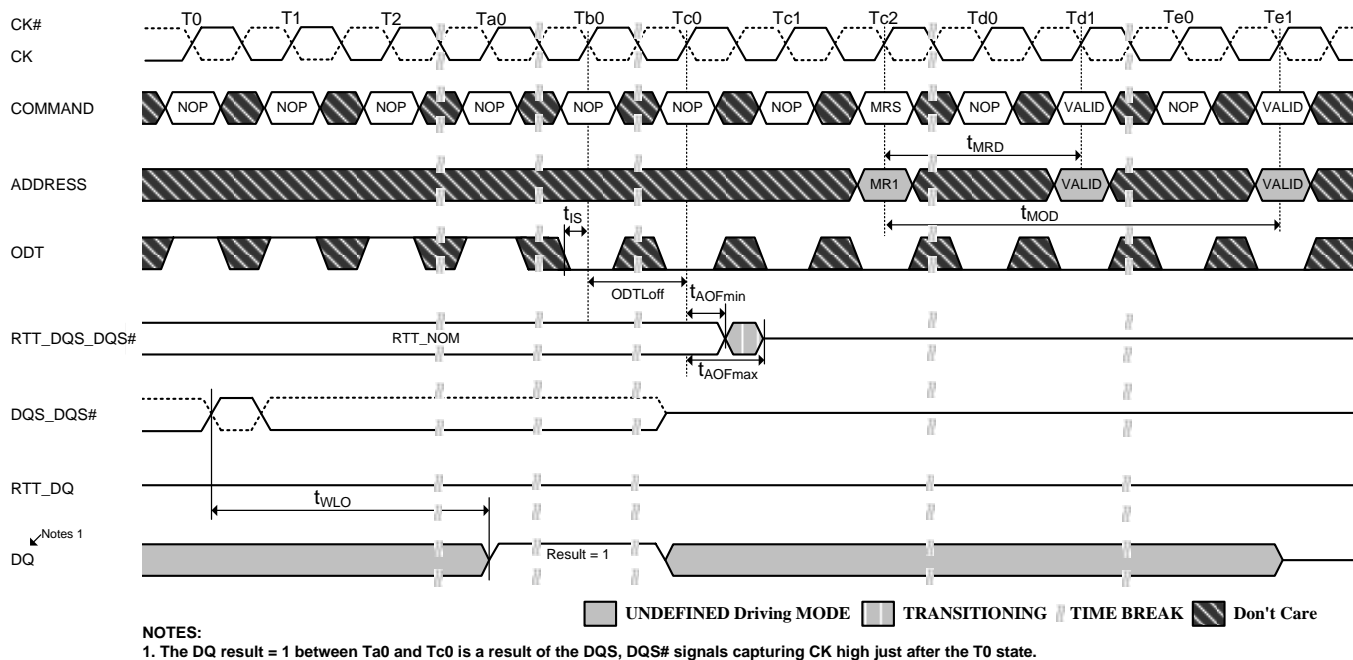 T0 T1 T2 Ta0 Tb0 Tc0 Tc1 Tc2 Td0 Td1 Te0 Te1
CK#
CK
COMMAND NOP NOP NOP NOP NOP NOP NOP MRS NOP VALID NOP VALID
tMRD
ADDRESS MR1 VALID VALID
tIS tMOD
ODT
ODTLoff tAOFmin
RTT_DQS_DQS# RTT_NOM
tAOFmax
DQS_DQS#
RTT_DQ
tWLO
Notes 1
DQ Result = 1
UNDEFINED Driving MODE TRANSITIONING TIME BREAK Don't Care
NOTES:
1. The DQ result = 1 between Ta0 and Tc0 is a result of the DQS, DQS# signals capturing CK high just after the T0 state.